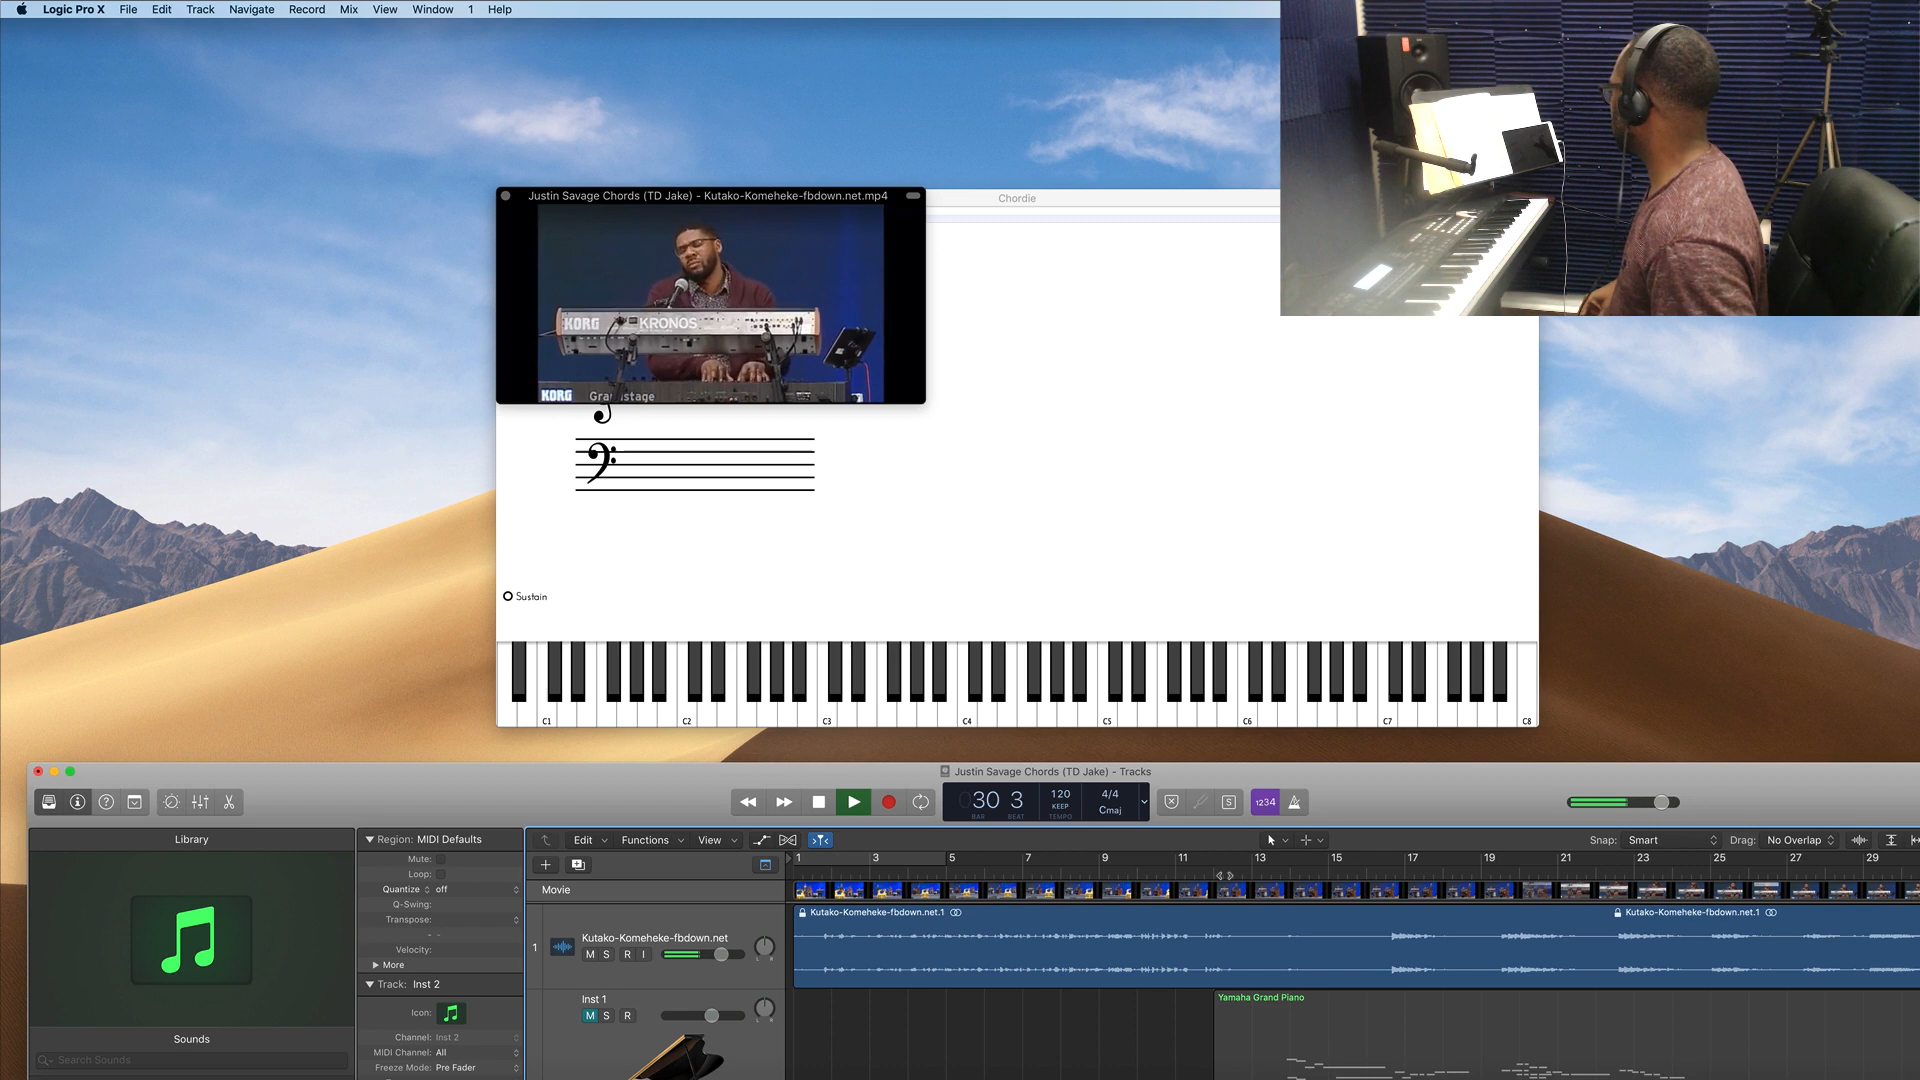 Logic Pro X File Edit Track Navigate Record Mix View Window 1 Help
Justin Savage Chords (TD Jake) - Kutako-Komeheke-fbdown.net.mp4
Chordie
KORG KRONOS
KORG
Sustain
C1 C2 C3 C4 C5 C6 C7 C8
Justin Savage Chords (TD Jake) - Tracks
30 3 120 KEEP 4/4 Cmaj
BAR BEAT TEMPO
S 1234
Library
Region: MIDI Defaults
Edit Functions View
Snap: Smart Drag: No Overlap
Mute:
Loop:
Quantize off
Q-Swing:
Transpose:
Velocity:
More
Track: Inst 2
Icon:
Channel: Inst 2
MIDI Channel: All
Freeze Mode: Pre Fader
Sounds
Search Sounds
1 3 5 7 9 11 13 15 17 19 21 23 25 27 29
Movie
Kutako-Komeheke-fbdown.net.1
Kutako-Komeheke-fbdown.net.1
1
Kutako-Komeheke-fbdown.net
M S R I
L R
Inst 1
M S R
L R
Yamaha Grand Piano